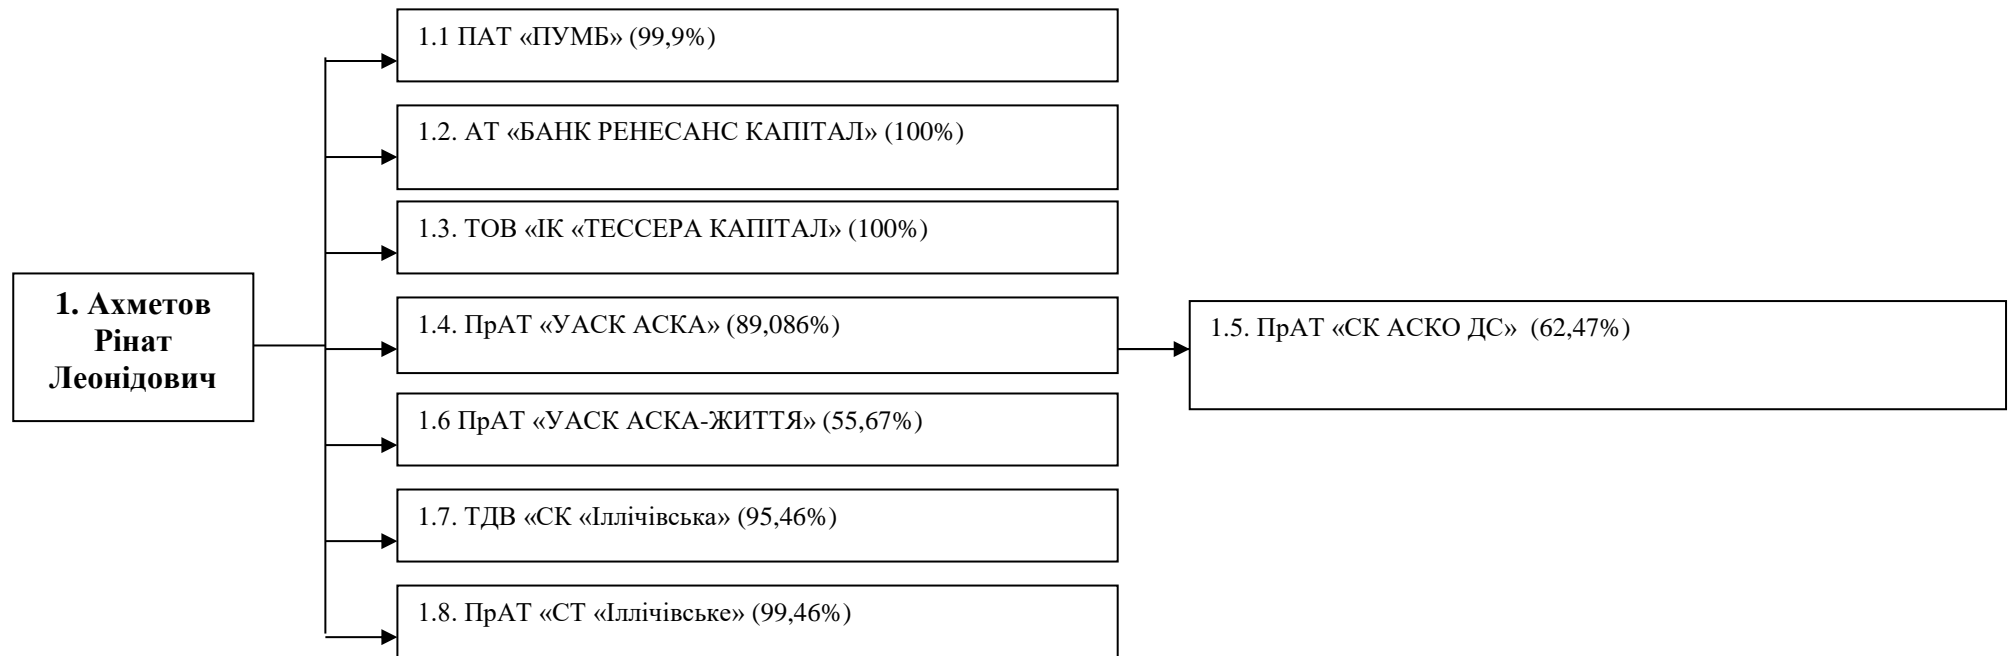 1.1 ПАТ «ПУМБ» (99,9%)
1.2. АТ «БАНК РЕНЕСАНС КАПІТАЛ» (100%)
1.3. ТОВ «ІК «ТЕССЕРА КАПІТАЛ» (100%)
1. Ахметов
Рінат
Леонідович
1.4. ПрАТ «УАСК АСКА» (89,086%)
1.5. ПрАТ «СК АСКО ДС» (62,47%)
1.6 ПрАТ «УАСК АСКА-ЖИТТЯ» (55,67%)
1.7. ТДВ «СК «Іллічівська» (95,46%)
1.8. ПрАТ «СТ «Іллічівське» (99,46%)